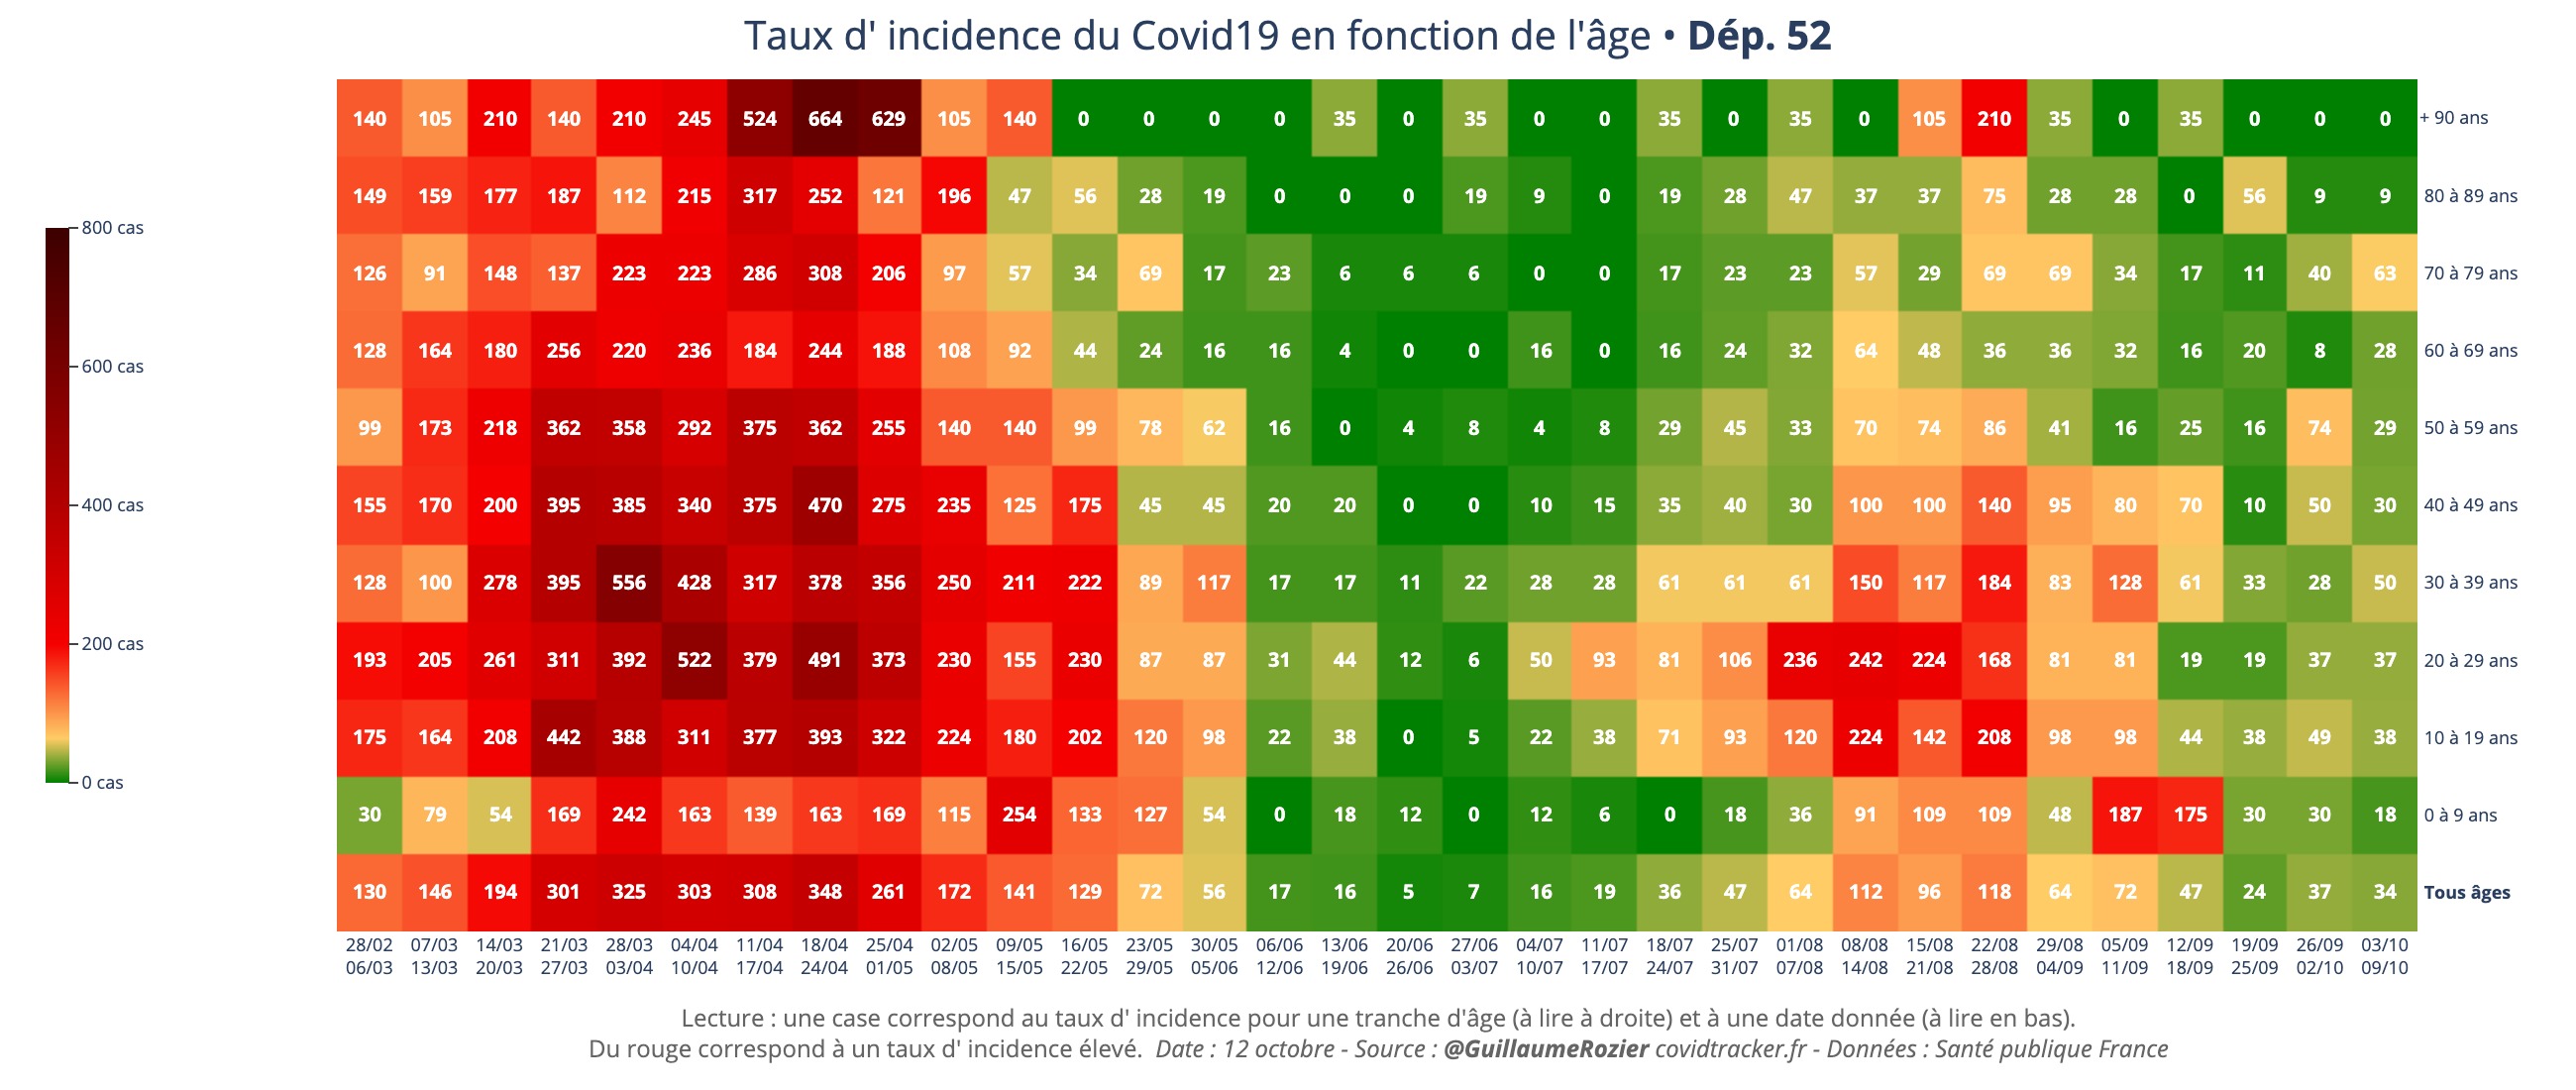 Taux d' incidence du Covid19 en fonction de l'âge • Dép. 52
800 cas
600 cas
400 cas
200 cas
0 cas
140 105 210 140 210 245 524 664 629 105 140 0 0 0 0 35 0 35 0 0 35 0 35 0 105 210 35 0 35 0 0 0 + 90 ans
149 159 177 187 112 215 317 252 121 196 47 56 28 19 0 0 0 19 9 0 19 28 47 37 37 75 28 28 0 56 9 9 80 à 89 ans
126 91 148 137 223 223 286 308 206 97 57 34 69 17 23 6 6 6 0 0 17 23 23 57 29 69 69 34 17 11 40 63 70 à 79 ans
128 164 180 256 220 236 184 244 188 108 92 44 24 16 16 4 0 0 16 0 16 24 32 64 48 36 36 32 16 20 8 28 60 à 69 ans
99 173 218 362 358 292 375 362 255 140 140 99 78 62 16 0 4 8 4 8 29 45 33 70 74 86 41 16 25 16 74 29 50 à 59 ans
155 170 200 395 385 340 375 470 275 235 125 175 45 45 20 20 0 0 10 15 35 40 30 100 100 140 95 80 70 10 50 30 40 à 49 ans
128 100 278 395 556 428 317 378 356 250 211 222 89 117 17 17 11 22 28 28 61 61 61 150 117 184 83 128 61 33 28 50 30 à 39 ans
193 205 261 311 392 522 379 491 373 230 155 230 87 87 31 44 12 6 50 93 81 106 236 242 224 168 81 81 19 19 37 37 20 à 29 ans
175 164 208 442 388 311 377 393 322 224 180 202 120 98 22 38 0 5 22 38 71 93 120 224 142 208 98 98 44 38 49 38 10 à 19 ans
30 79 54 169 242 163 139 163 169 115 254 133 127 54 0 18 12 0 12 6 0 18 36 91 109 109 48 187 175 30 30 18 0 à 9 ans
130 146 194 301 325 303 308 348 261 172 141 129 72 56 17 16 5 7 16 19 36 47 64 112 96 118 64 72 47 24 37 34 Tous âges
28/02 07/03 14/03 21/03 28/03 04/04 11/04 18/04 25/04 02/05 09/05 16/05 23/05 30/05 06/06 13/06 20/06 27/06 04/07 11/07 18/07 25/07 01/08 08/08 15/08 22/08 29/08 05/09 12/09 19/09 26/09 03/10
06/03 13/03 20/03 27/03 03/04 10/04 17/04 24/04 01/05 08/05 15/05 22/05 29/05 05/06 12/06 19/06 26/06 03/07 10/07 17/07 24/07 31/07 07/08 14/08 21/08 28/08 04/09 11/09 18/09 25/09 02/10 09/10
Lecture : une case correspond au taux d' incidence pour une tranche d'âge (à lire à droite) et à une date donnée (à lire en bas).
Du rouge correspond à un taux d' incidence élevé. Date : 12 octobre - Source : @GuillaumeRozier covidtracker.fr - Données : Santé publique France